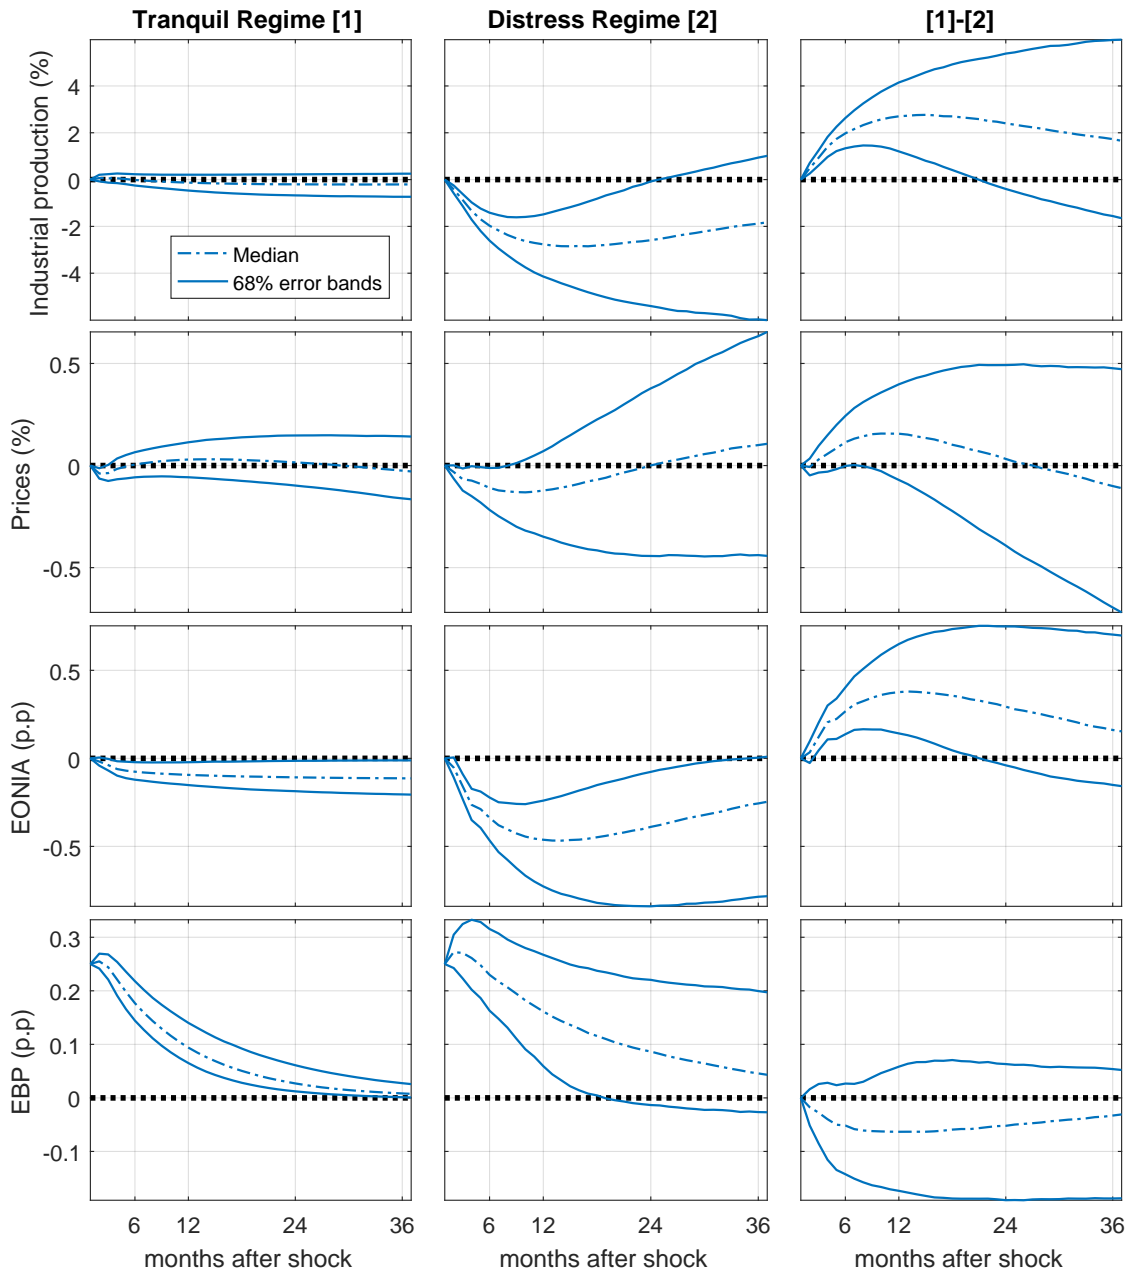 Tranquil Regime [1]
Distress Regime [2]
[1]-[2]
Industrial production (%)
4
2
0
-2
-4
Median
68% error bands
Prices (%)
0.5
0
-0.5
EONIA (p.p)
0.5
0
-0.5
EBP (p.p)
0.3
0.2
0.1
0
-0.1
6 12 24 36
6 12 24 36
6 12 24 36
months after shock
months after shock
months after shock